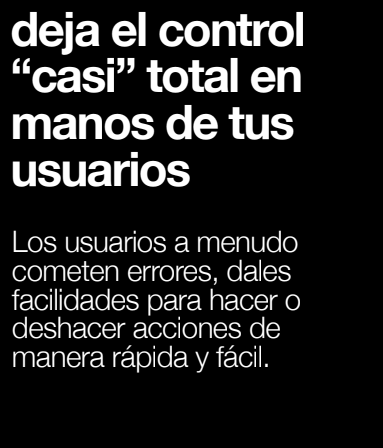 deja el control
“casi” total en
manos de tus
usuarios
Los usuarios a menudo
cometen errores, dales
facilidades para hacer o
deshacer acciones de
manera rápida y fácil.